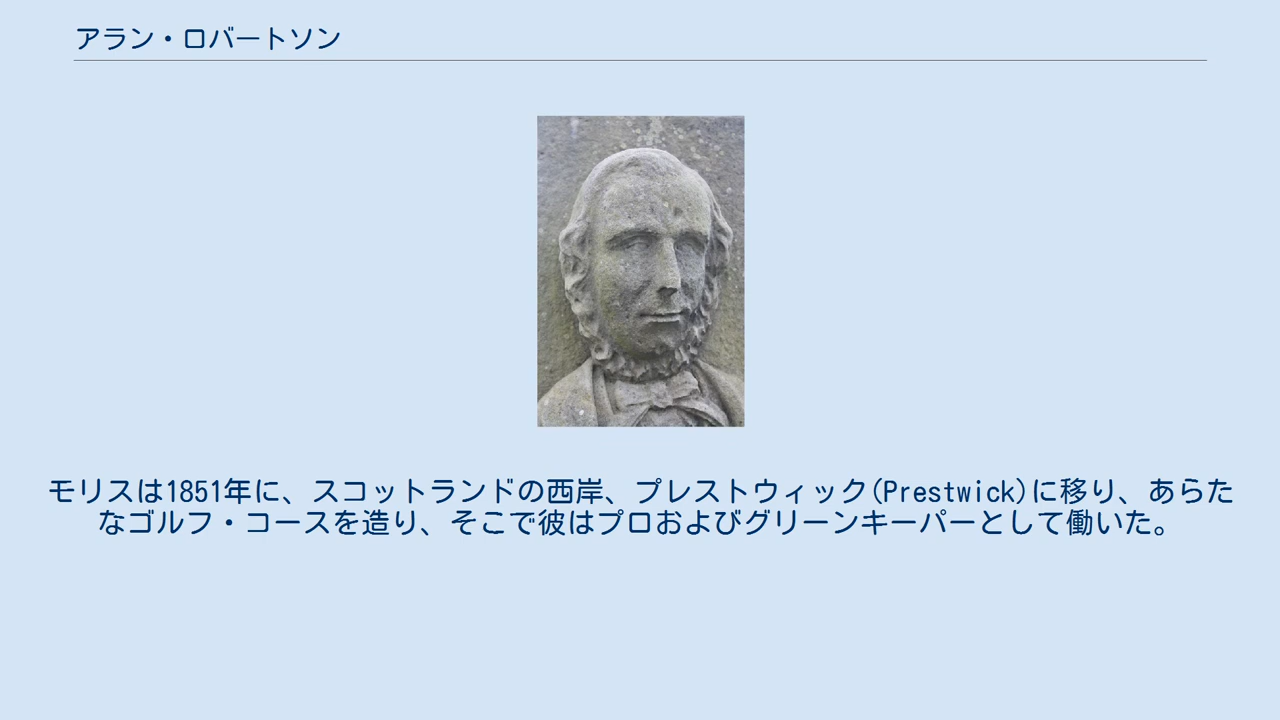 アラン・ロバートソン
モリスは1851年に、スコットランドの西岸、プレストウィック(Prestwick)に移り、あらた
なゴルフ・コースを造り、そこで彼はプロおよびグリーンキーパーとして働いた。